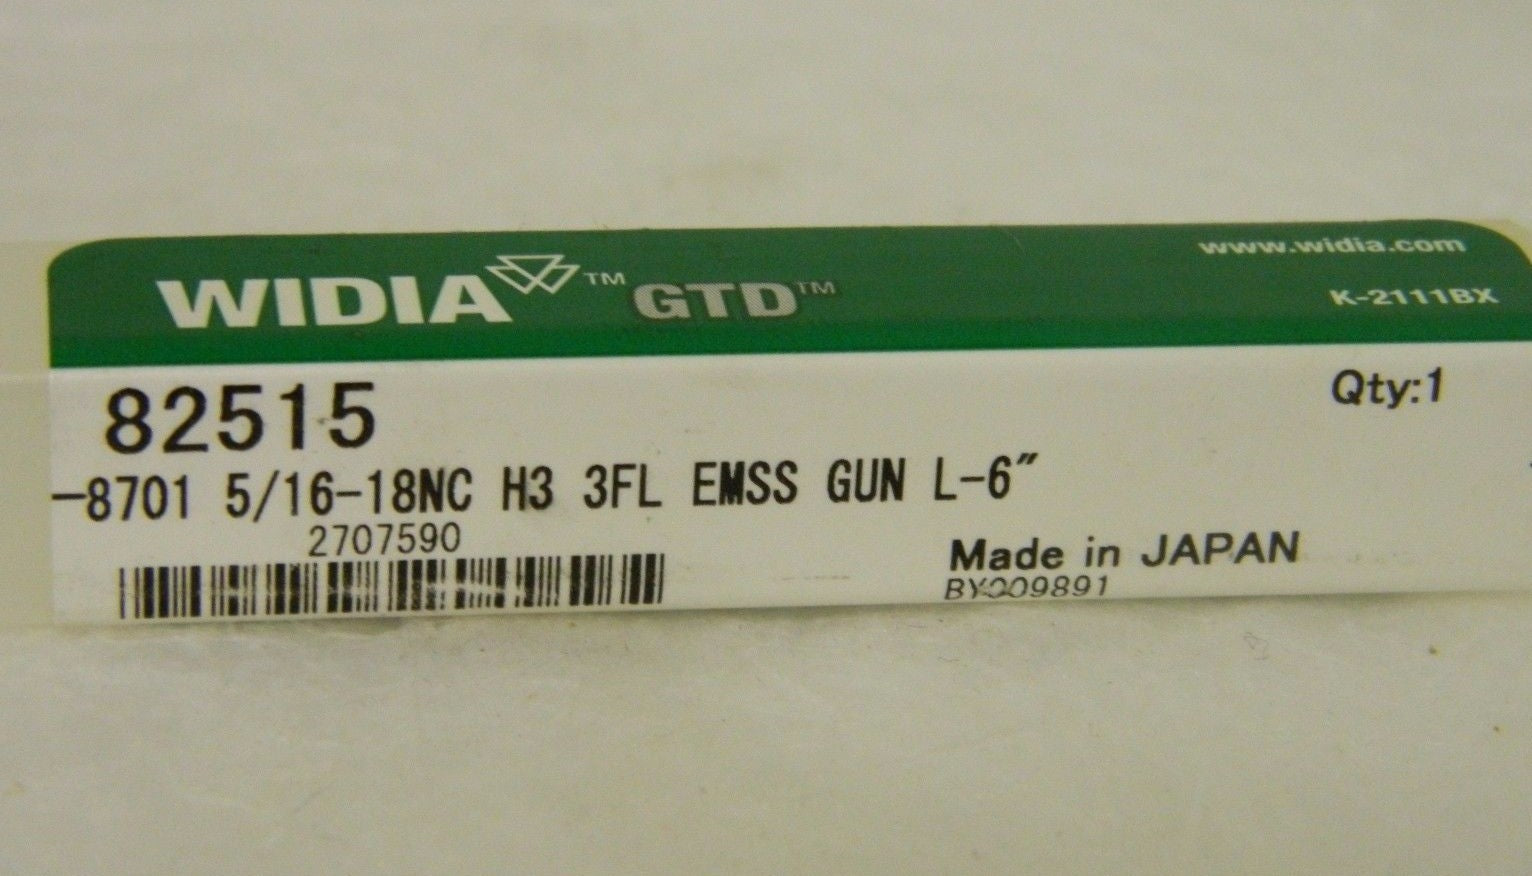 WIDIA™ GTD™
www.widia.com
K-2111BX
82515
Qty:1
-8701 5/16-18NC H3 3FL EMSS GUN L-6″
2707590
Made in JAPAN